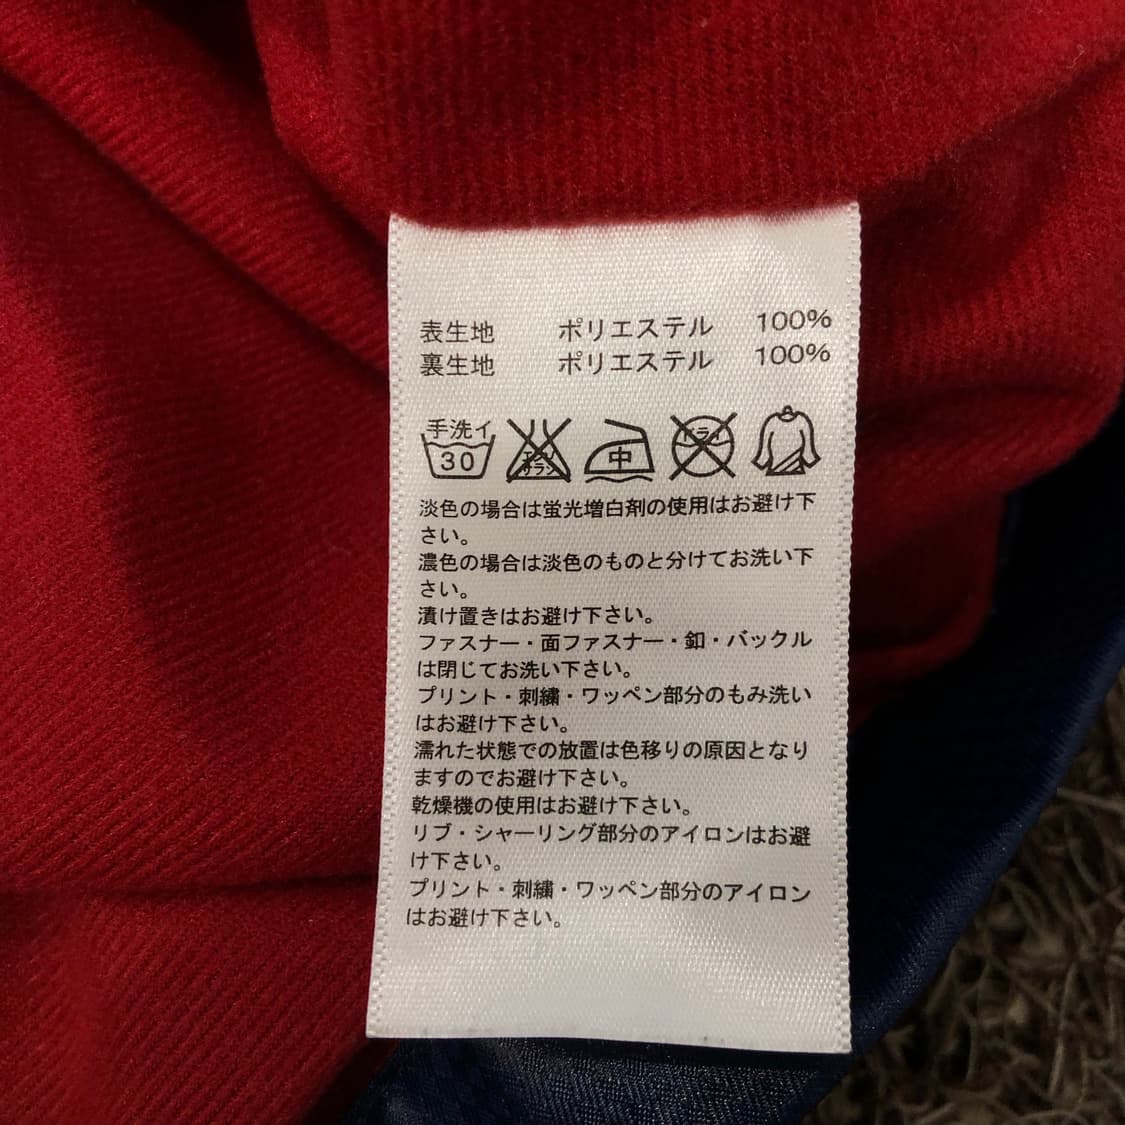 表生地 ポリエステル 100%
裏生地 ポリエステル 100%
手洗イ
30
エンソ
サラシ
中
ドライ
淡色の場合は蛍光増白剤の使用はお避け下
さい。
濃色の場合は淡色のものと分けてお洗い下
さい。
漬け置きはお避け下さい。
ファスナー・面ファスナー・釦・バックル
は閉じてお洗い下さい。
プリント・刺繍・ワッペン部分のもみ洗い
はお避け下さい。
濡れた状態での放置は色移りの原因となり
ますのでお避け下さい。
乾燥機の使用はお避け下さい。
リブ・シャーリング部分のアイロンはお避
け下さい。
プリント・刺繍・ワッペン部分のアイロン
はお避け下さい。